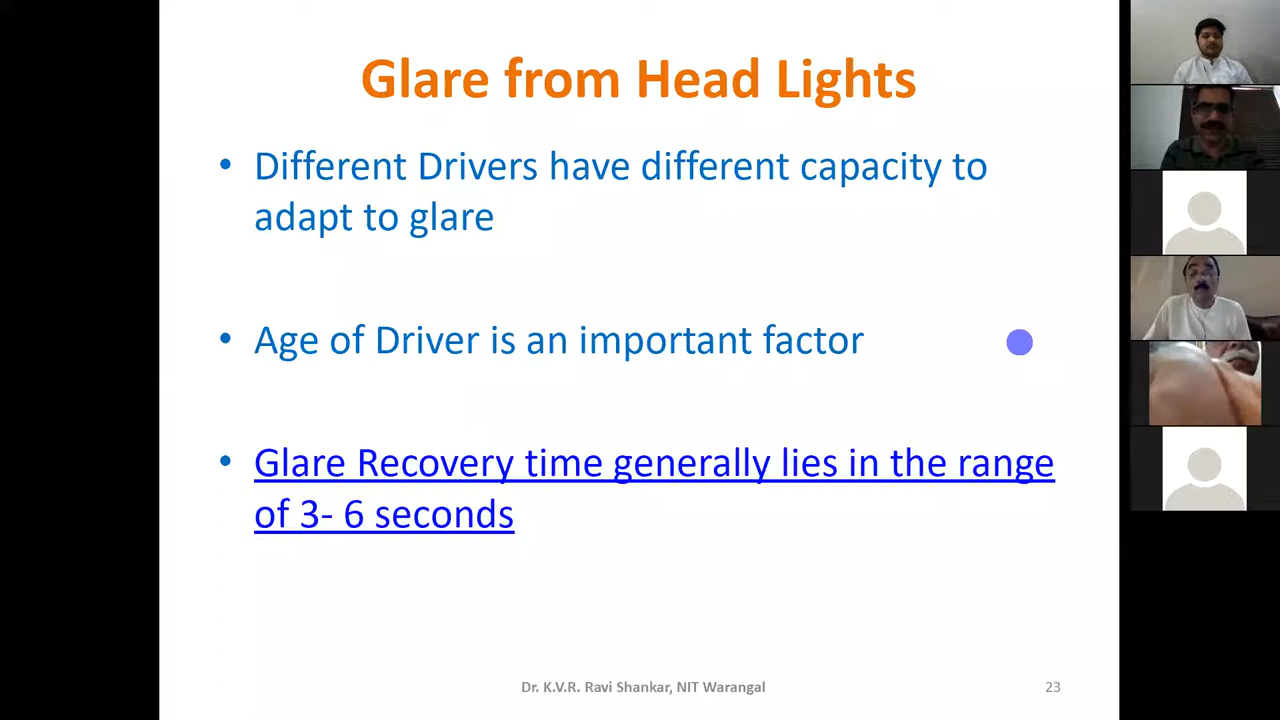 Glare from Head Lights
• Different Drivers have different capacity to
adapt to glare
• Age of Driver is an important factor
• Glare Recovery time generally lies in the range
of 3- 6 seconds
Dr. K.V.R. Ravi Shankar, NIT Warangal
23